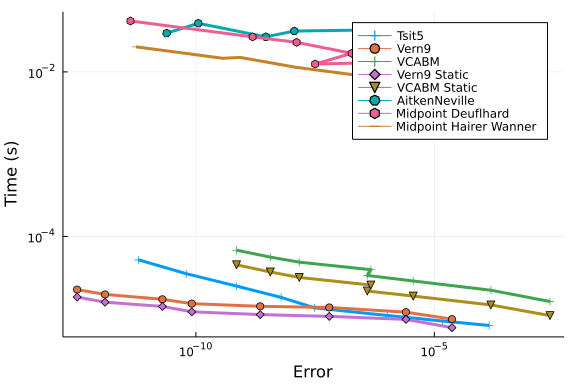 Tsit5
Vern9
VCABM
Vern9 Static
VCABM Static
AitkenNeville
Midpoint Deuflhard
Midpoint Hairer Wanner
10⁻²
10⁻⁴
Time (s)
10⁻¹⁰
10⁻⁵
Error